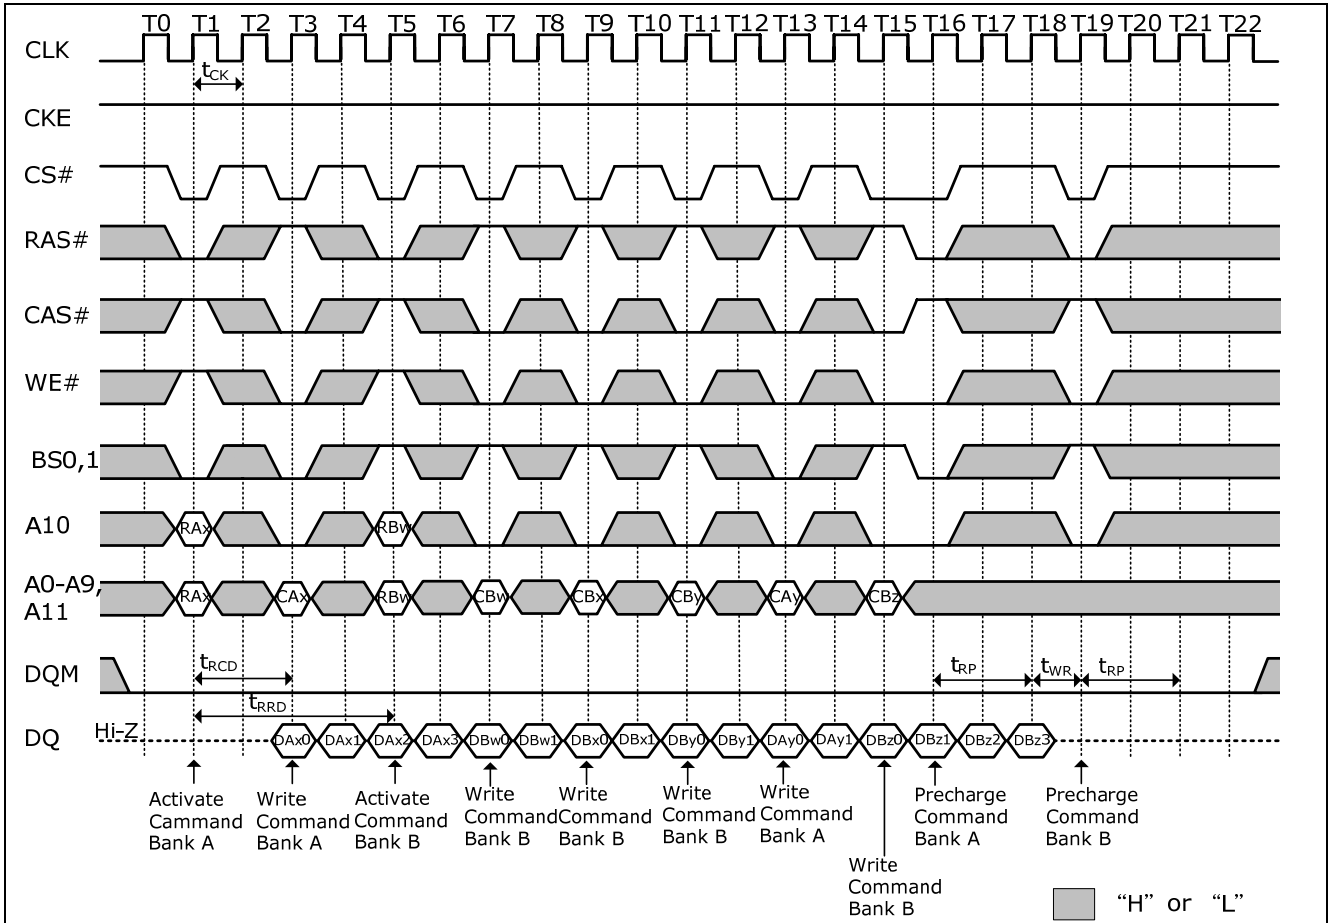 T0 T1 T2 T3 T4 T5 T6 T7 T8 T9 T10 T11 T12 T13 T14 T15 T16 T17 T18 T19 T20 T21 T22
CLK
tCK
CKE
CS#
RAS#
CAS#
WE#
BS0,1
A10
RAx RBw
A0-A9,
A11
RAx CAx RBw CBw CBx CBy CAy CBz
DQM
tRCD
tRP tWR tRP
tRRD
DQ
Hi-Z
DAx0 DAx1 DAx2 DAx3 DBw0 DBw1 DBx0 DBx1 DBy0 DBy1 DAy0 DAy1 DBz0 DBz1 DBz2 DBz3
Activate
Cammand
Bank A
Write
Command
Bank A
Activate
Command
Bank B
Write
Command
Bank B
Write
Command
Bank B
Write
Command
Bank B
Write
Command
Bank A
Write
Command
Bank B
Precharge
Command
Bank A
Precharge
Command
Bank B
“H” or “L”